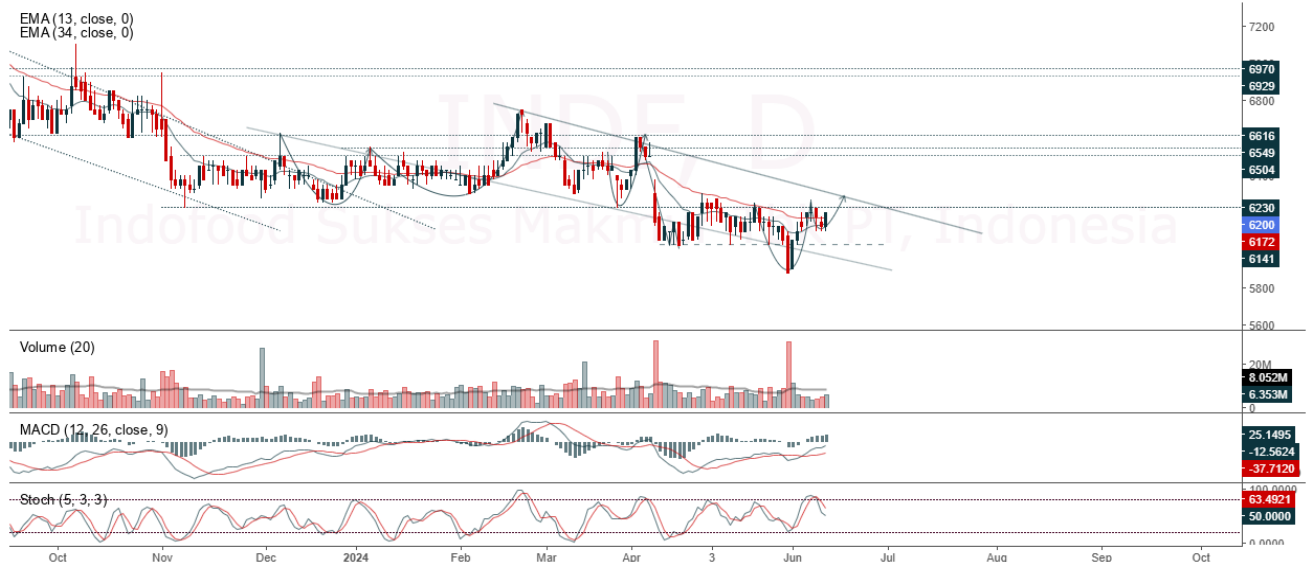 EMA (13, close, 0)
EMA (34, close, 0)
INDF, D
Indofood Sukses Makmur Tbk PT, Indonesia
7200
6970
6929
6800
6616
6549
6504
6230
6200
6172
6141
5800
5600
Volume (20)
20M
8.052M
6.353M
0
MACD (12, 26, close, 9)
25.1495
-12.5624
-37.7120
Stoch (5, 3, 3)
100.0000
63.4921
50.0000
0.0000
Oct Nov Dec 2024 Feb Mar Apr 3 Jun Jul Aug Sep Oct